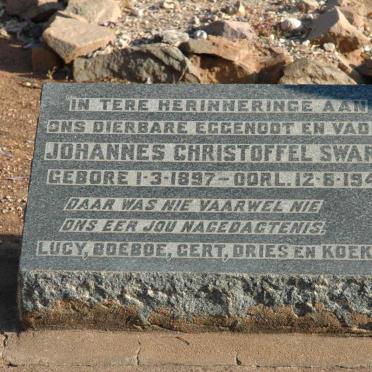 IN TERE HERINNERINGE AAN
ONS DIERBARE EGGENOOT EN VAD
JOHANNES CHRISTOFFEL SWAR
GEBORE 1-3-1897–OORL. 12-6-194
DAAR WAS NIE VAARWEL NIE
ONS EER JOU NAGEDAGTENIS.
LUCY, BOEBOE, GERT, DRIES EN KOEK